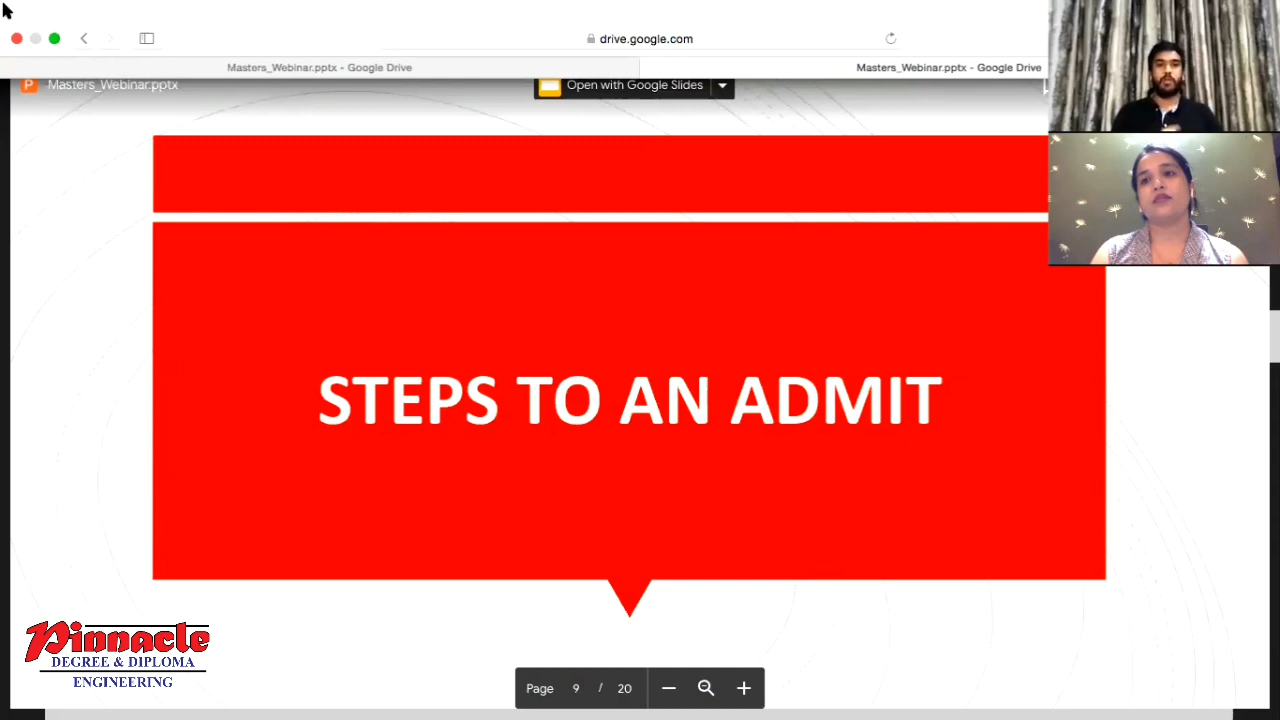 drive.google.com
Masters_Webinar.pptx - Google Drive
Masters_Webinar.pptx - Google Drive
Masters_Webinar.pptx
Open with Google Slides
STEPS TO AN ADMIT
Pinnacle
DEGREE & DIPLOMA
ENGINEERING
Page 9 / 20